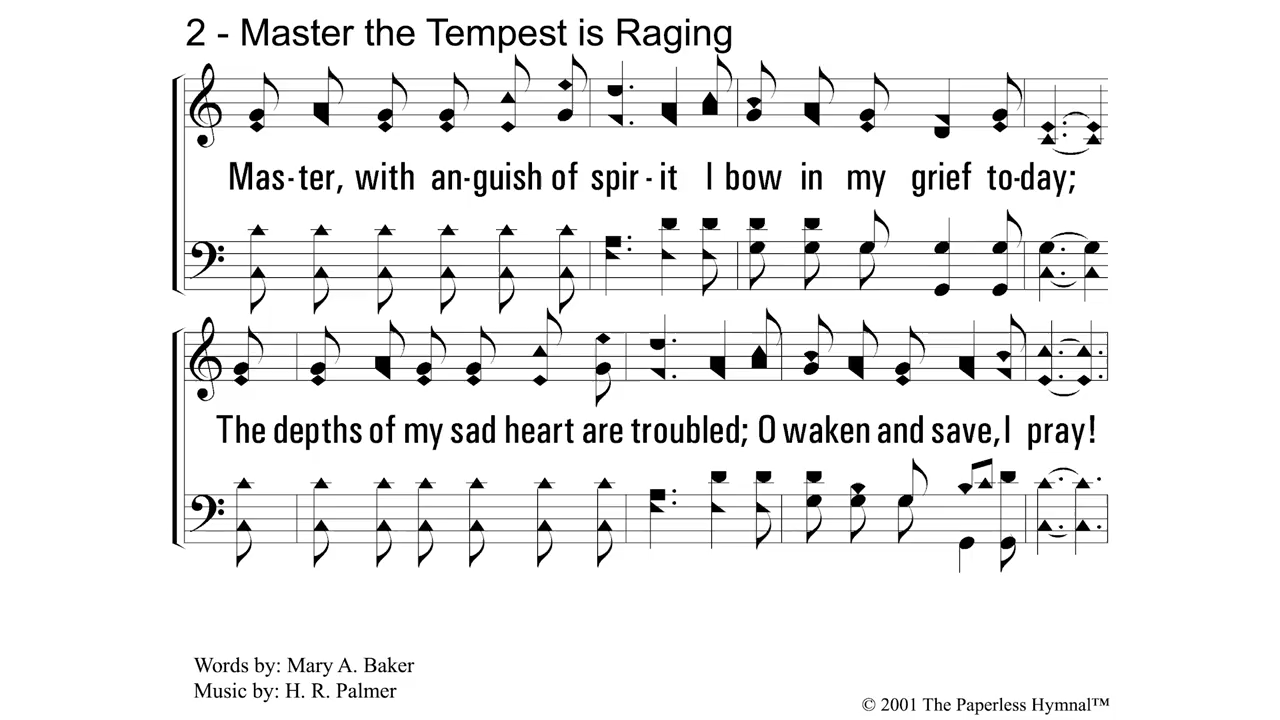 2 - Master the Tempest is Raging
Mas-ter, with an-guish of spir-it I bow in my grief to-day;
The depths of my sad heart are troubled; O waken and save, I pray!
Words by: Mary A. Baker
Music by: H. R. Palmer
© 2001 The Paperless Hymnal™